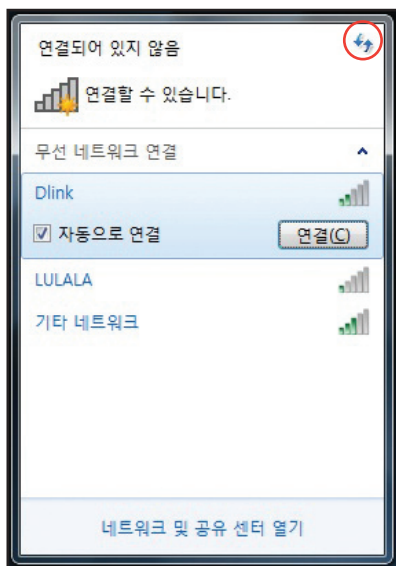 연결되어 있지 않음
연결할 수 있습니다.
무선 네트워크 연결
Dlink
자동으로 연결 연결(C)
LULALA
기타 네트워크
네트워크 및 공유 센터 열기